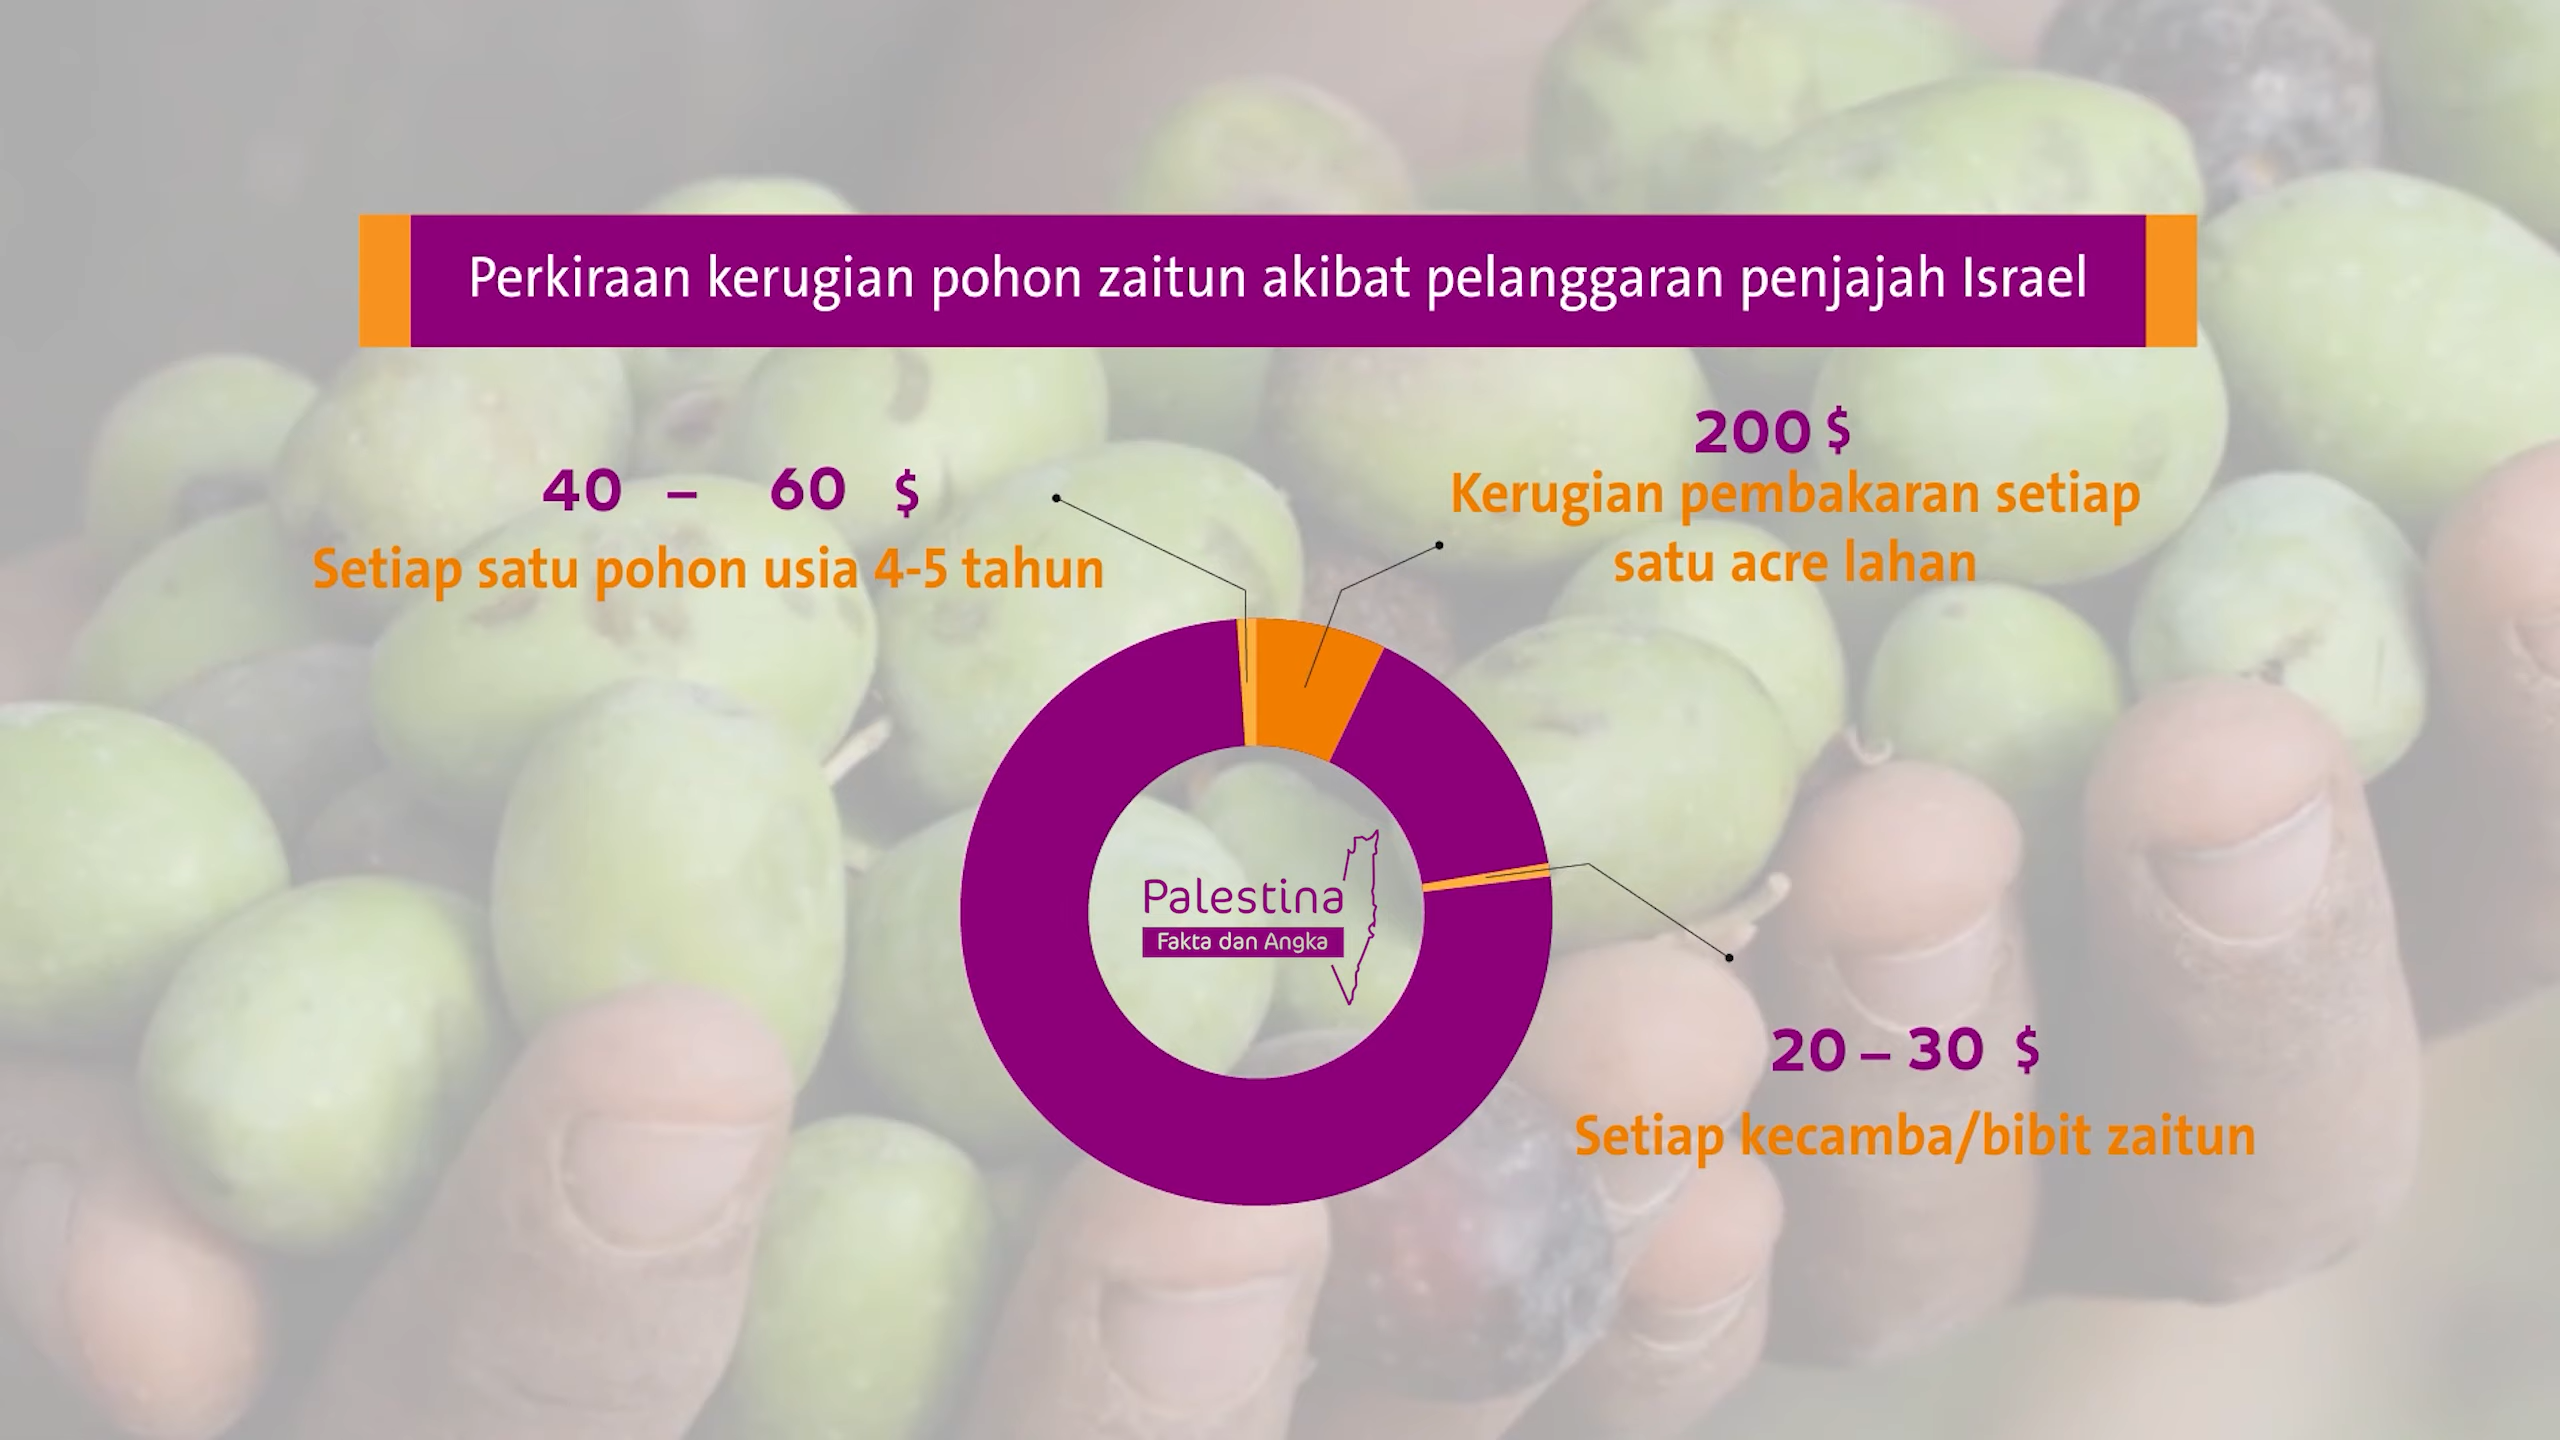 Perkiraan kerugian pohon zaitun akibat pelanggaran penjajah Israel
40 – 60 $
Setiap satu pohon usia 4-5 tahun
200 $
Kerugian pembakaran setiap
satu acre lahan
Palestina
Fakta dan Angka
20 – 30 $
Setiap kecamba/bibit zaitun